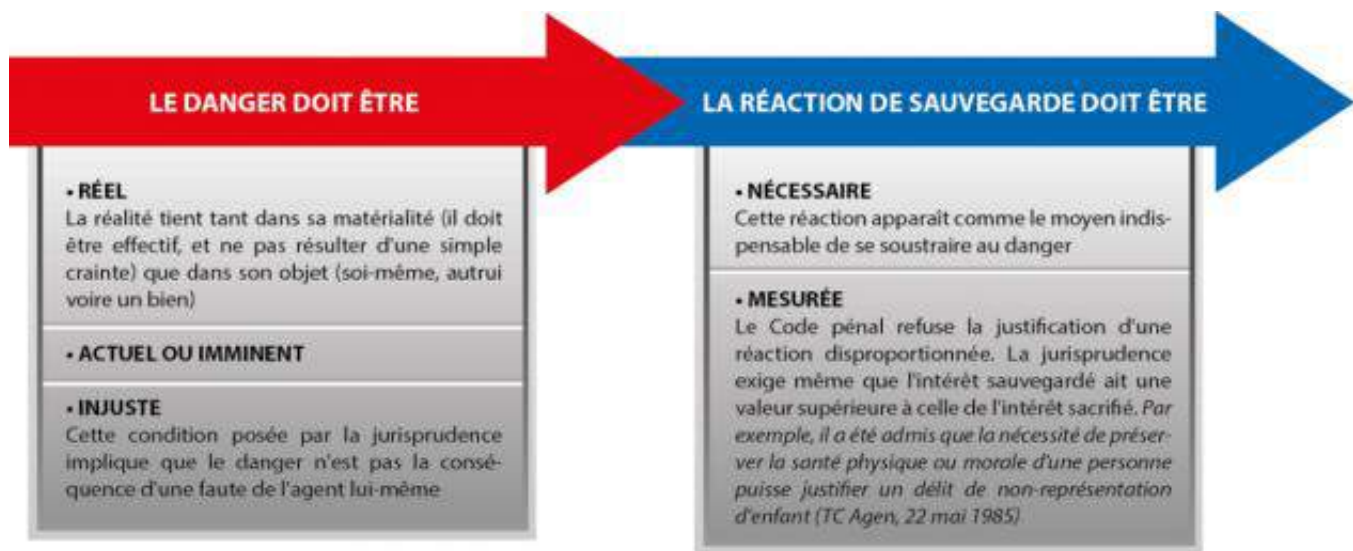 LE DANGER DOIT ÊTRE
• RÉEL
La réalité tient tant dans sa matérialité (il doit
être effectif, et ne pas résulter d'une simple
crainte) que dans son objet (soi-même, autrui
voire un bien)
• ACTUEL OU IMMINENT
• INJUSTE
Cette condition posée par la jurisprudence
implique que le danger n'est pas la consé-
quence d'une faute de l'agent lui-même
LA RÉACTION DE SAUVEGARDE DOIT ÊTRE
• NÉCESSAIRE
Cette réaction apparaît comme le moyen indis-
pensable de se soustraire au danger
• MESURÉE
Le Code pénal refuse la justification d'une
réaction disproportionnée. La jurisprudence
exige même que l'intérêt sauvegardé ait une
valeur supérieure à celle de l'intérêt sacrifié. Par
exemple, il a été admis que la nécessité de préser-
ver la santé physique ou morale d'une personne
puisse justifier un délit de non-représentation
d'enfant (TC Agen, 22 mai 1985)